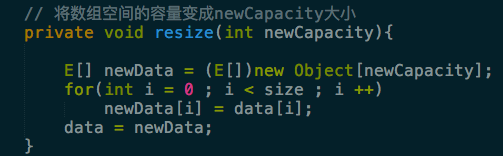 // 将数组空间的容量变成newCapacity大小
private void resize(int newCapacity){
E[] newData = (E[])new Object[newCapacity];
for(int i = 0 ; i < size ; i ++)
newData[i] = data[i];
data = newData;
}